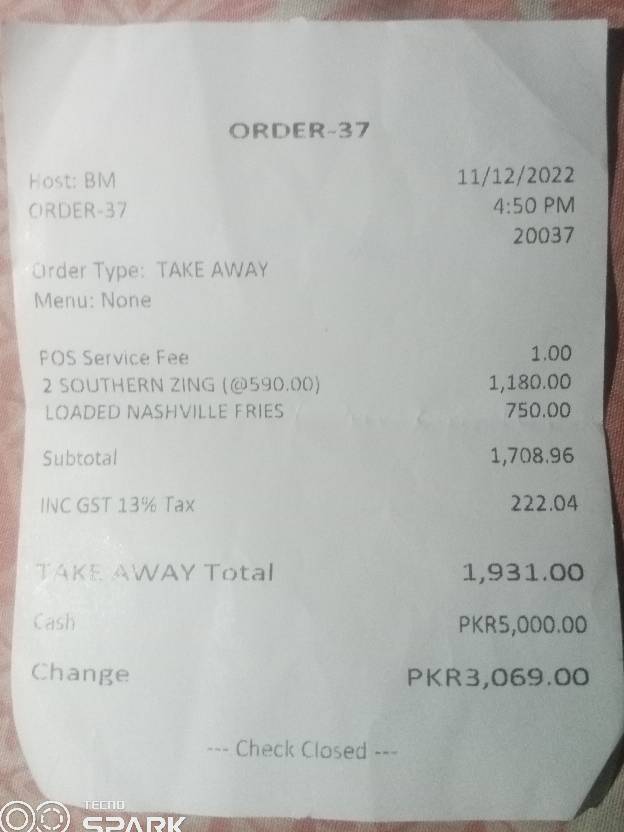 ORDER-37
Host: BM 11/12/2022
ORDER-37 4:50 PM
20037
Order Type: TAKE AWAY
Menu: None
POS Service Fee 1.00
2 SOUTHERN ZING (@590.00) 1,180.00
LOADED NASHVILLE FRIES 750.00
Subtotal 1,708.96
INC GST 13% Tax 222.04
TAKE AWAY Total 1,931.00
Cash PKR5,000.00
Change PKR3,069.00
--- Check Closed ---
TECNO
SPARK